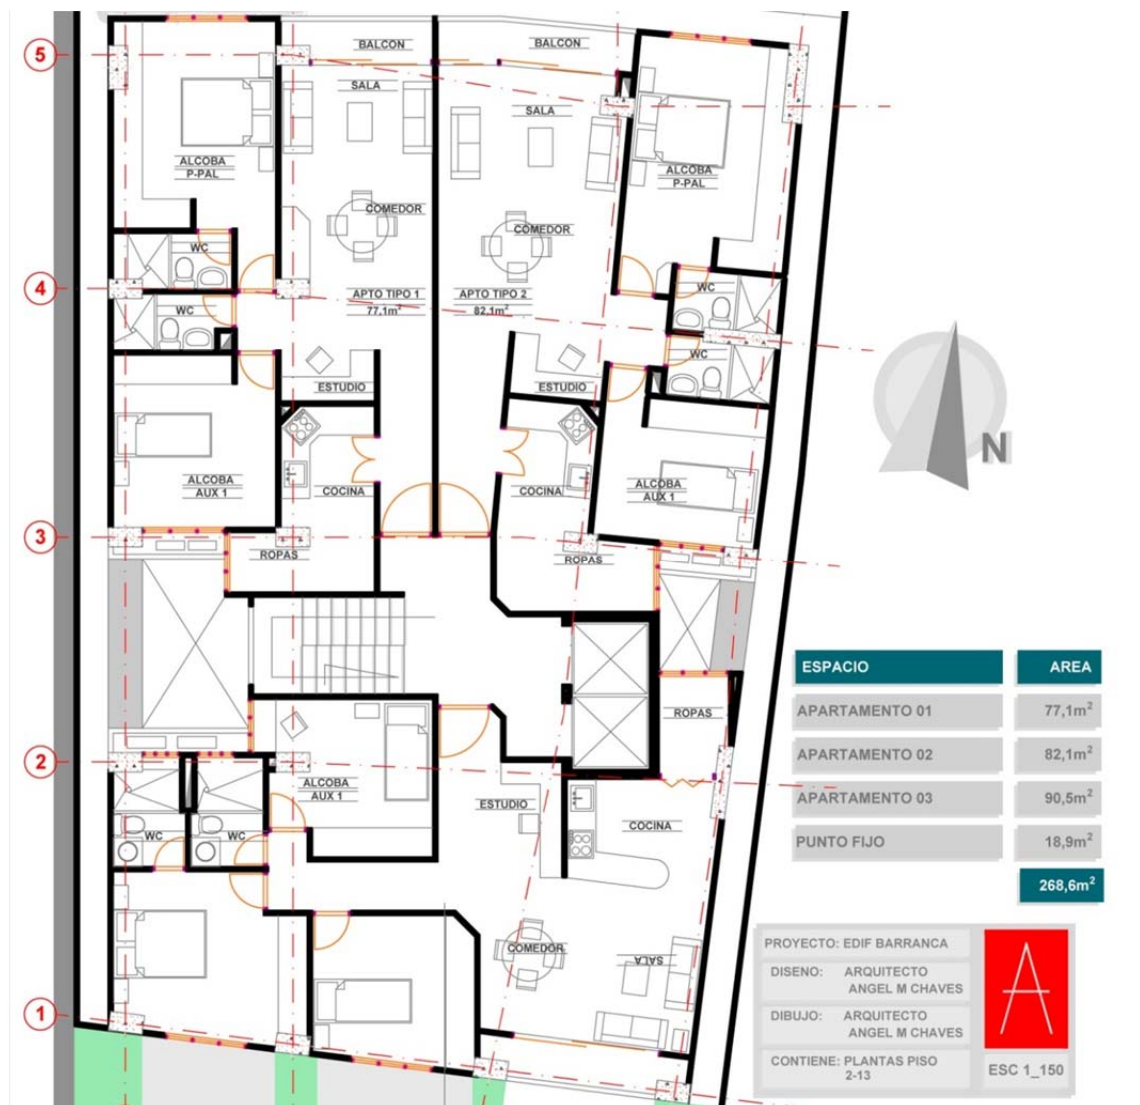 5
BALCON
BALCON
SALA
SALA
ALCOBA
P-PAL
ALCOBA
P-PAL
COMEDOR
COMEDOR
WC
4
WC
APTO TIPO 1
77,1m²
APTO TIPO 2
82,1m²
WC
WC
ESTUDIO
ESTUDIO
N
ALCOBA
AUX 1
COCINA
COCINA
ALCOBA
AUX 1
3
ROPAS
ROPAS
ESPACIO AREA
APARTAMENTO 01 77,1m²
APARTAMENTO 02 82,1m²
APARTAMENTO 03 90,5m²
PUNTO FIJO 18,9m²
268,6m²
ROPAS
2
ALCOBA
AUX 1
ESTUDIO
COCINA
WC
WC
COMEDOR
SALA
1
PROYECTO: EDIF BARRANCA
DISENO: ARQUITECTO
ANGEL M CHAVES
DIBUJO: ARQUITECTO
ANGEL M CHAVES
CONTIENE: PLANTAS PISO
2-13
A
ESC 1_150